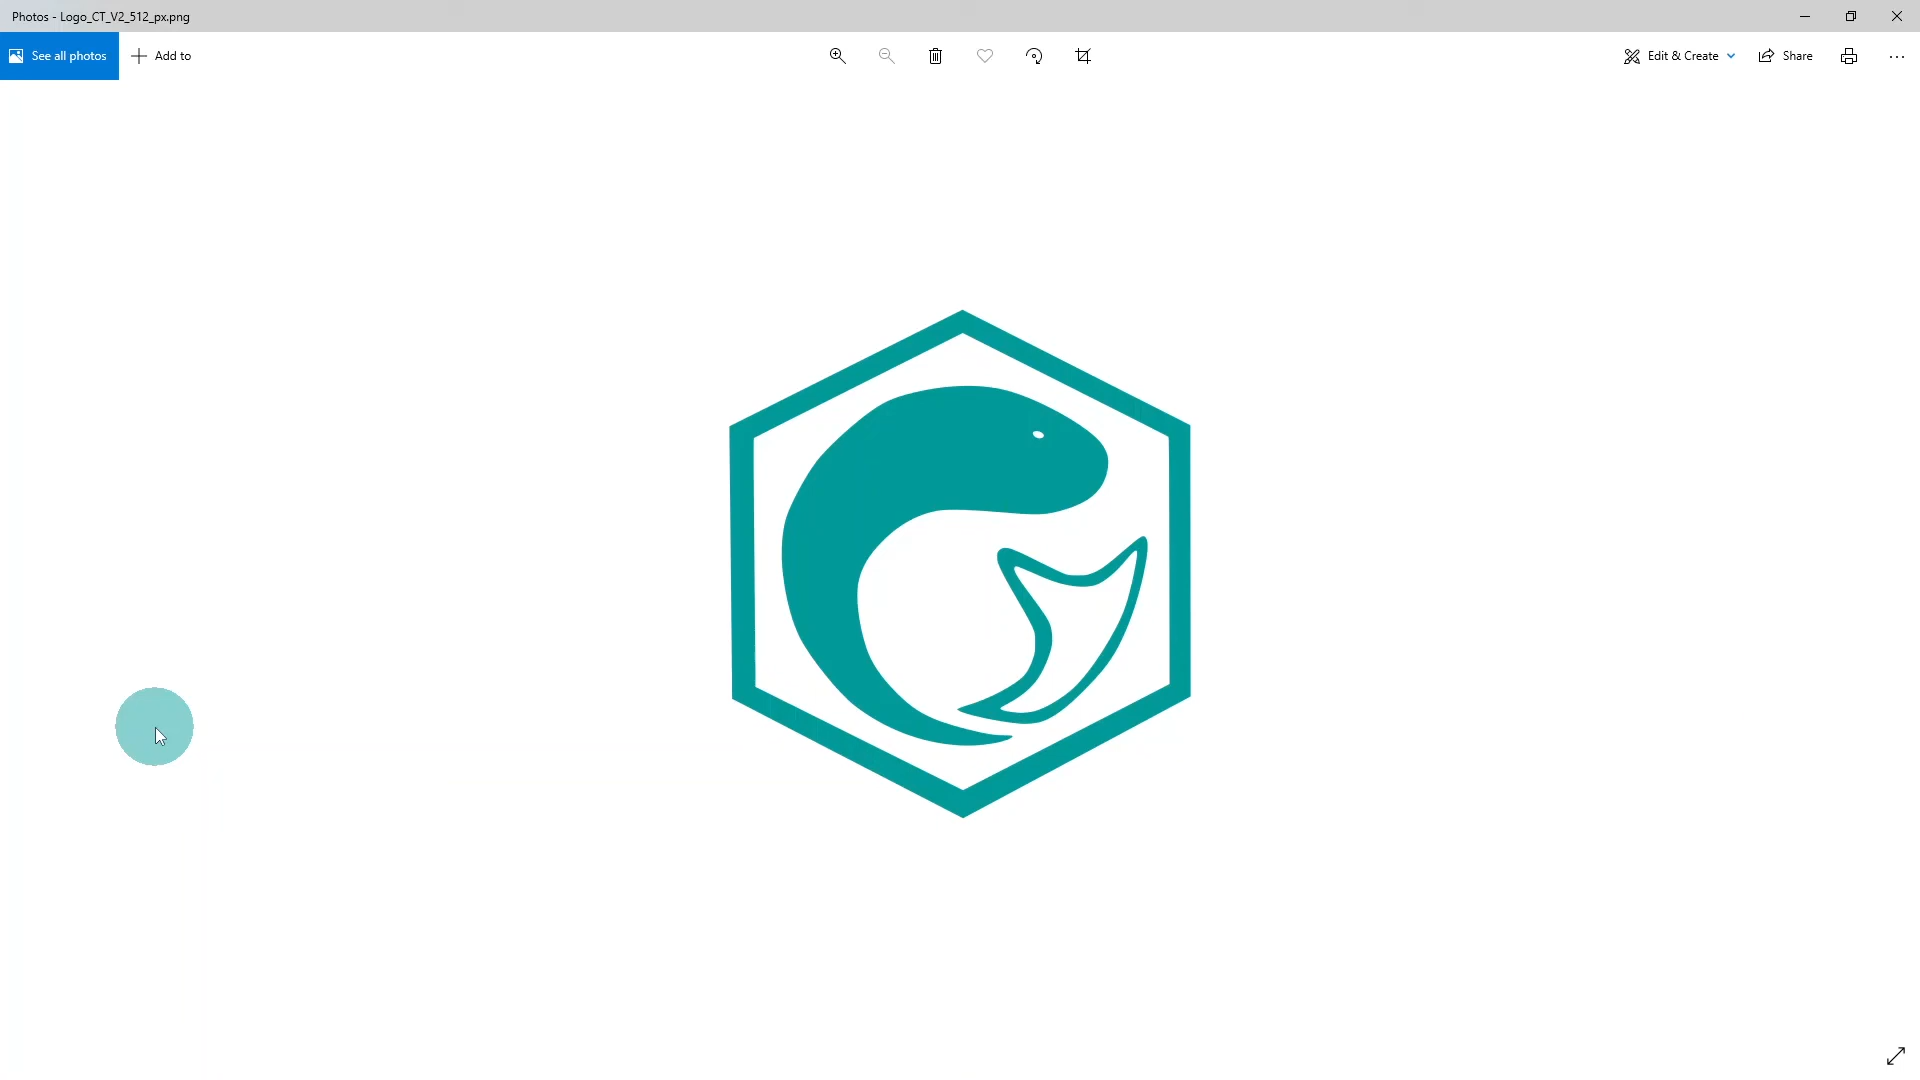 Photos - Logo_CT_V2_512_px.png
See all photos
Add to
Edit & Create
Share